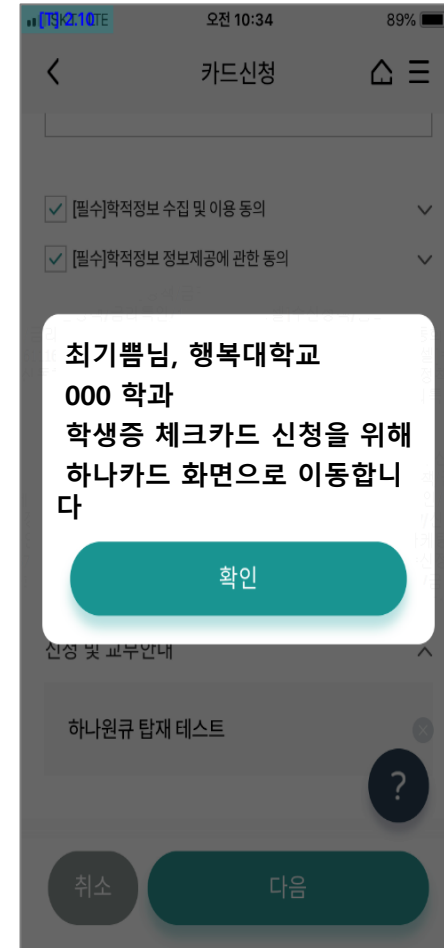 [T] 2.10
오전 10:34
89%
카드신청
[필수]학적정보 수집 및 이용 동의
[필수]학적정보 정보제공에 관한 동의
최기쁨님, 행복대학교
000 학과
학생증 체크카드 신청을 위해
하나카드 화면으로 이동합니
다
확인
신청 및 교부안내
하나원큐 탑재 테스트
?
취소
다음